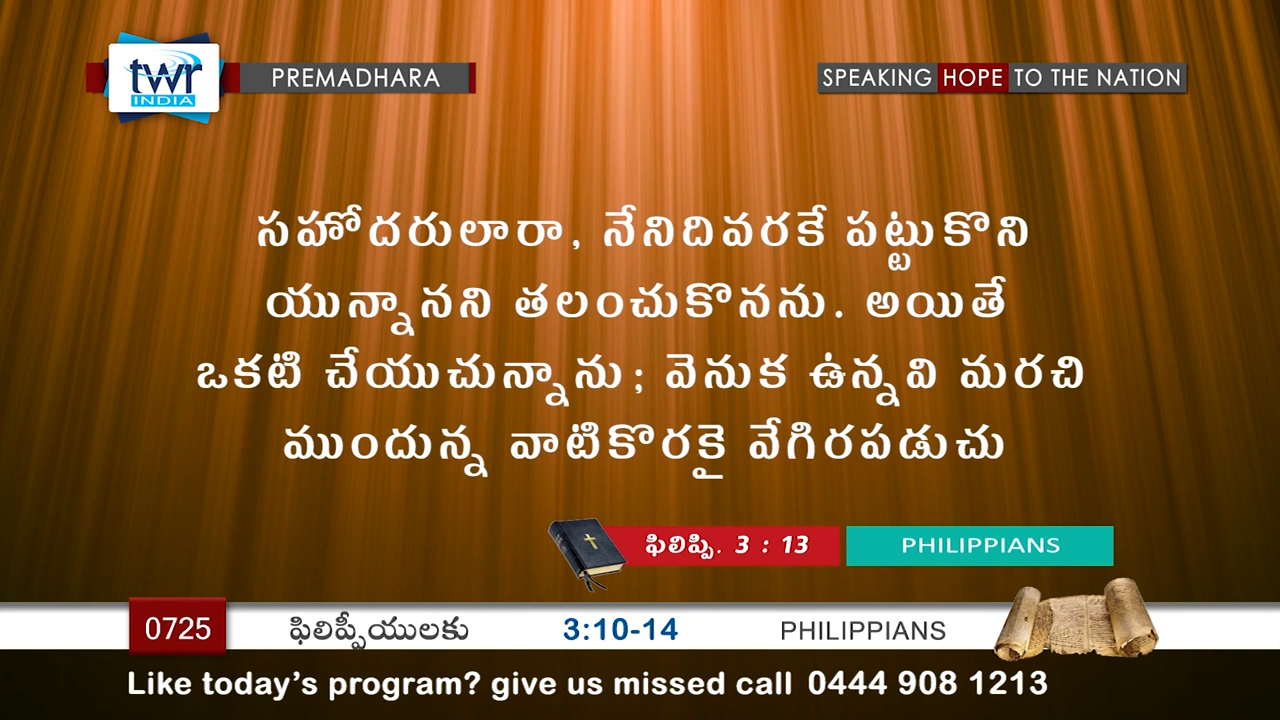 twr
INDIA
PREMADHARA
SPEAKING HOPE TO THE NATION
సహోదరులారా, నేనిదివరకే పట్టుకొని
యున్నానని తలంచుకొనను. అయితే
ఒకటి చేయుచున్నాను; వెనుక ఉన్నవి మరచి
ముందున్న వాటికొరకై వేగిరపడుచు
ఫిలిప్పి. 3 : 13
PHILIPPIANS
0725 ఫిలిప్పీయులకు 3:10-14 PHILIPPIANS
Like today's program? give us missed call 0444 908 1213